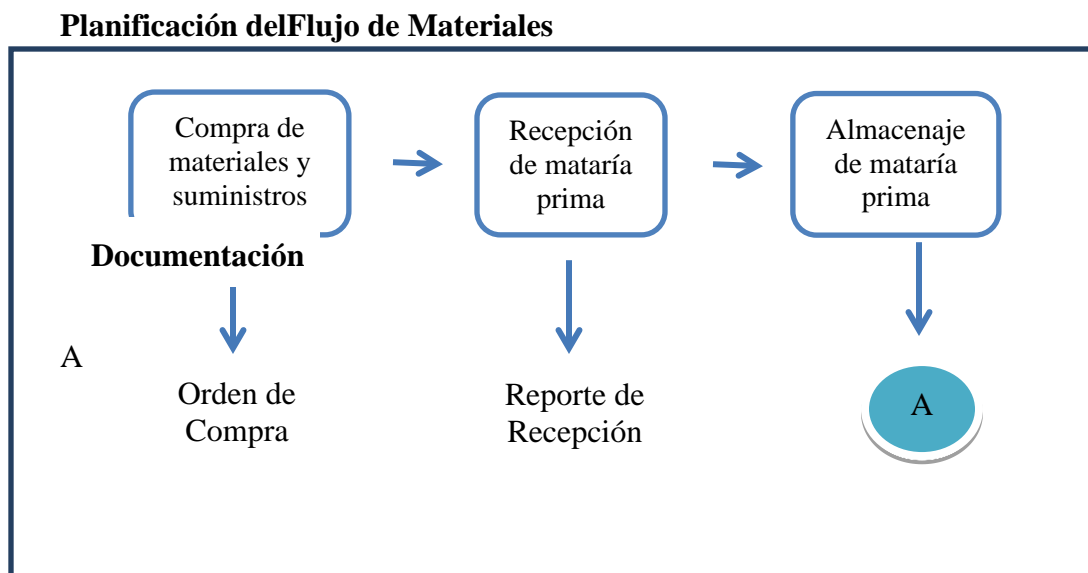 Planificación delFlujo de Materiales
Compra de
materiales y
suministros
Recepción
de mataría
prima
Almacenaje
de mataría
prima
Documentación
A
Orden de
Compra
Reporte de
Recepción
A